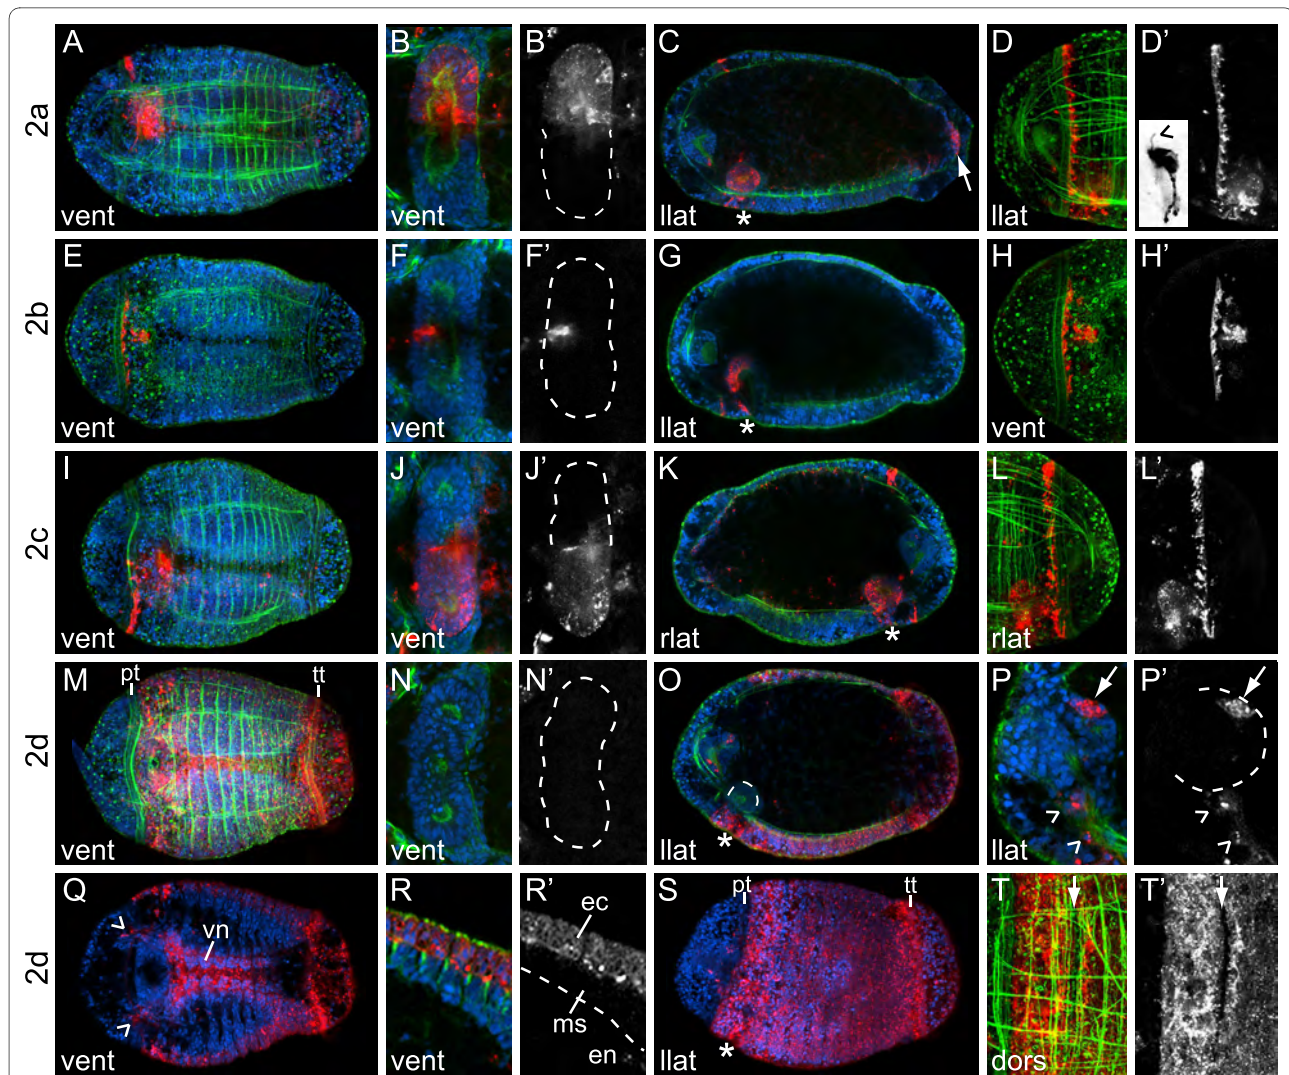 2a
A
vent
B
vent
B’
C
llat
*
D
llat
D’
2b
E
vent
F
vent
F’
G
llat
*
H
vent
H’
2c
I
vent
J
vent
J’
K
rlat
*
L
rlat
L’
2d
M
pt
tt
vent
N
vent
N’
O
llat
*
P
llat
P’
2d
Q
vn
vent
R
vent
R’
ec
ms
en
S
pt
tt
llat
*
T
dors
T’